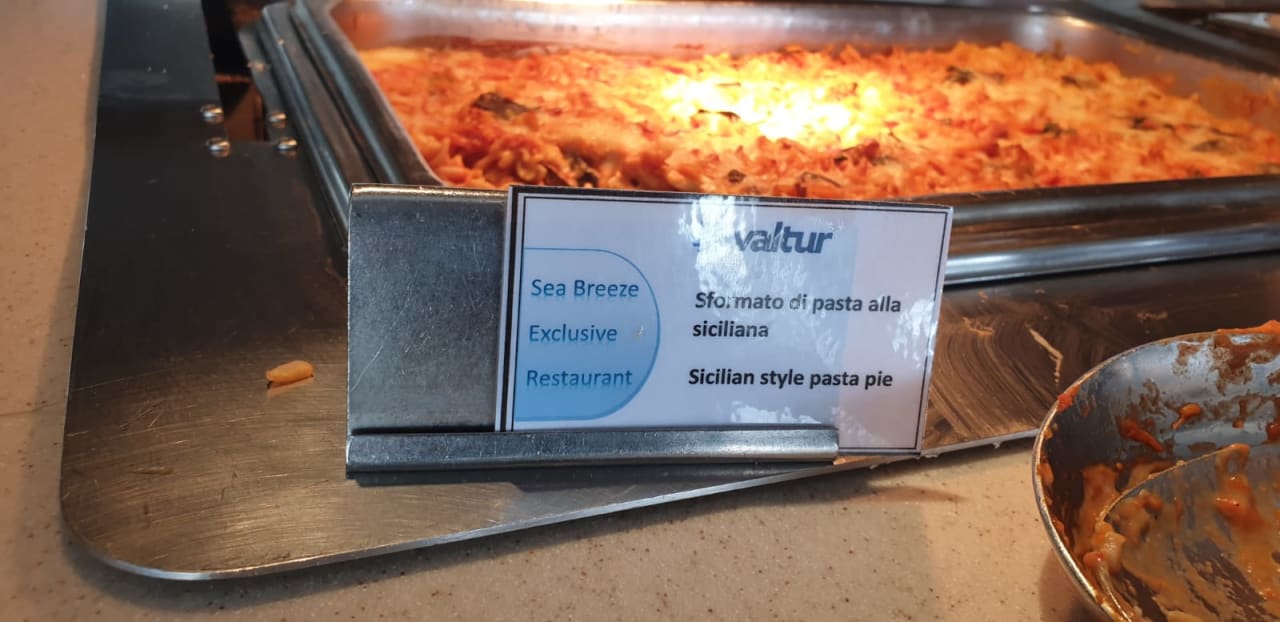 valtur
Sea Breeze
Exclusive
Restaurant
Sformato di pasta alla
siciliana
Sicilian style pasta pie